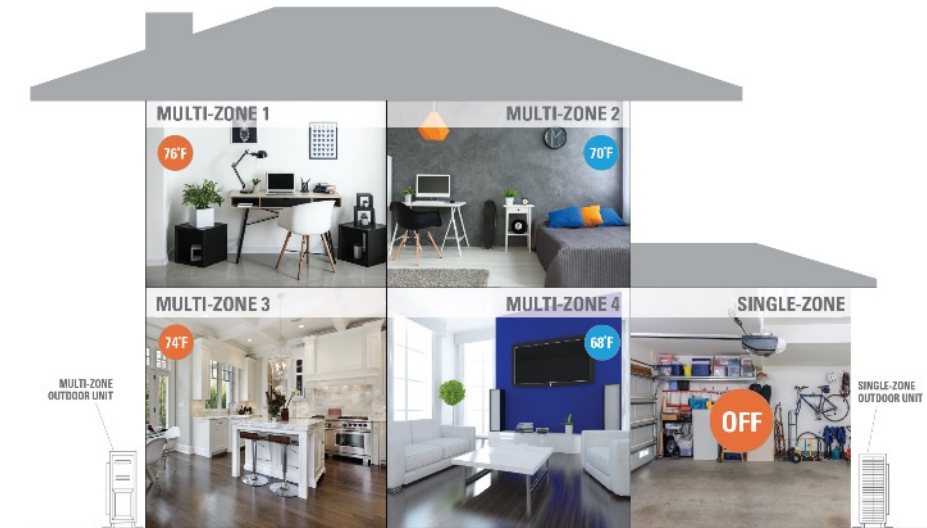 MULTI-ZONE 1
MULTI-ZONE 2
76°F
70°F
MULTI-ZONE 3
MULTI-ZONE 4
SINGLE-ZONE
74°F
68°F
MULTI-ZONE
OUTDOOR UNIT
OFF
SINGLE-ZONE
OUTDOOR UNIT